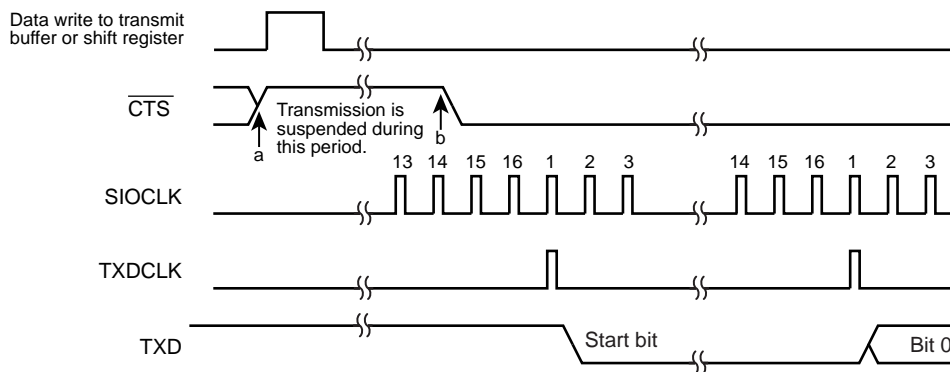 Data write to transmit
buffer or shift register
CTS
Transmission is
suspended during
this period.
a
b
13 14 15 16 1 2 3 14 15 16 1 2 3
SIOCLK
TXDCLK
TXD
Start bit
Bit 0